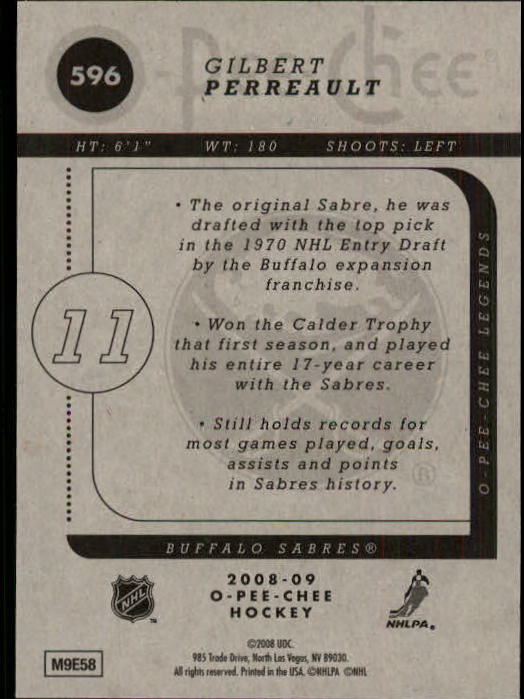 O-Pee-Chee
596
GILBERT
PERREAULT
HT: 6'1" WT: 180 SHOOTS: LEFT
• The original Sabre, he was
drafted with the top pick
in the 1970 NHL Entry Draft
by the Buffalo expansion
franchise.
11
• Won the Calder Trophy
that first season, and played
his entire 17-year career
with the Sabres.
• Still holds records for
most games played, goals,
assists and points
in Sabres history.
®
O-PEE-CHEE LEGENDS
BUFFALO SABRES®
NHL
2008-09
O-PEE-CHEE
HOCKEY
NHLPA®
©2008 UDC.
985 Trade Drive, North Las Vegas, NV 89030.
All rights reserved. Printed in the USA. ©NHLPA ©NHL
M9E58